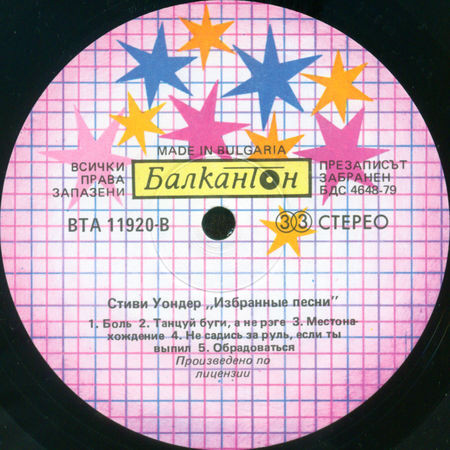 MADE IN BULGARIA
ВСИЧКИ
ПРАВА
ЗАПАЗЕНИ
Балкантон
ПРЕЗАПИСЪТ
ЗАБРАНЕН
БДС 4648-79
ВТА 11920-В
33 СТЕРЕО
Стиви Уондер „Избранные песни"
1. Боль 2. Танцуй буги, а не рэге 3. Местона-
хождение 4. Не садись за руль, если ты
выпил 5. Обрадоваться
Произведено по
лицензии